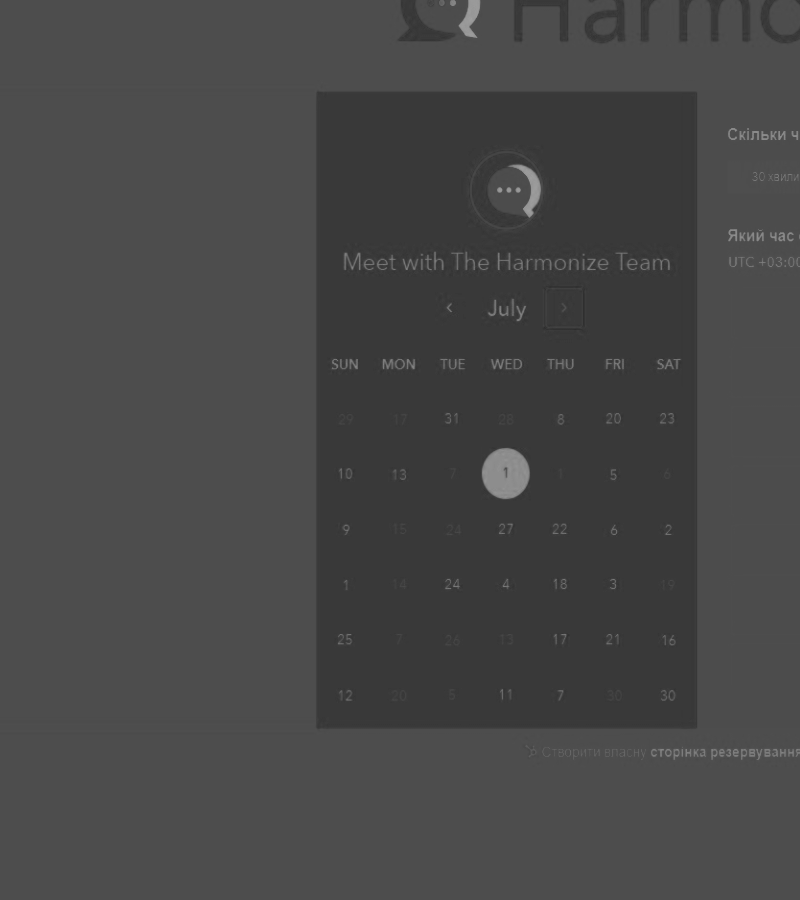 Harmo
Скільки ч
30 хвили
Meet with The Harmonize Team
Який час
UTC +03:00
July
SUN MON TUE WED THU FRI SAT
29 17 31 28 8 20 23
10 13 7 1 1 5 6
9 15 24 27 22 6 2
1 14 24 4 18 3 19
25 7 26 13 17 21 16
12 20 5 11 7 30 30
Створити власну сторінка резервування